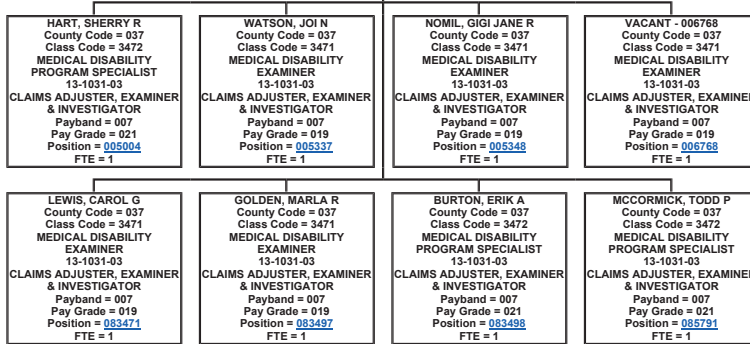 HART, SHERRY R
County Code = 037
Class Code = 3472
MEDICAL DISABILITY
PROGRAM SPECIALIST
13-1031-03
CLAIMS ADJUSTER, EXAMINER
& INVESTIGATOR
Payband = 007
Pay Grade = 021
Position = 005004
FTE = 1
WATSON, JOI N
County Code = 037
Class Code = 3471
MEDICAL DISABILITY
EXAMINER
13-1031-03
CLAIMS ADJUSTER, EXAMINER
& INVESTIGATOR
Payband = 007
Pay Grade = 019
Position = 005337
FTE = 1
NOMIL, GIGI JANE R
County Code = 037
Class Code = 3471
MEDICAL DISABILITY
EXAMINER
13-1031-03
CLAIMS ADJUSTER, EXAMINER
& INVESTIGATOR
Payband = 007
Pay Grade = 019
Position = 005348
FTE = 1
VACANT - 006768
County Code = 037
Class Code = 3471
MEDICAL DISABILITY
EXAMINER
13-1031-03
CLAIMS ADJUSTER, EXAMINER
& INVESTIGATOR
Payband = 007
Pay Grade = 019
Position = 006768
FTE = 1
LEWIS, CAROL G
County Code = 037
Class Code = 3471
MEDICAL DISABILITY
EXAMINER
13-1031-03
CLAIMS ADJUSTER, EXAMINER
& INVESTIGATOR
Payband = 007
Pay Grade = 019
Position = 083471
FTE = 1
GOLDEN, MARLA R
County Code = 037
Class Code = 3471
MEDICAL DISABILITY
EXAMINER
13-1031-03
CLAIMS ADJUSTER, EXAMINER
& INVESTIGATOR
Payband = 007
Pay Grade = 019
Position = 083497
FTE = 1
BURTON, ERIK A
County Code = 037
Class Code = 3472
MEDICAL DISABILITY
PROGRAM SPECIALIST
13-1031-03
CLAIMS ADJUSTER, EXAMINER
& INVESTIGATOR
Payband = 007
Pay Grade = 021
Position = 083498
FTE = 1
MCCORMICK, TODD P
County Code = 037
Class Code = 3472
MEDICAL DISABILITY
PROGRAM SPECIALIST
13-1031-03
CLAIMS ADJUSTER, EXAMINER
& INVESTIGATOR
Payband = 007
Pay Grade = 021
Position = 085791
FTE = 1